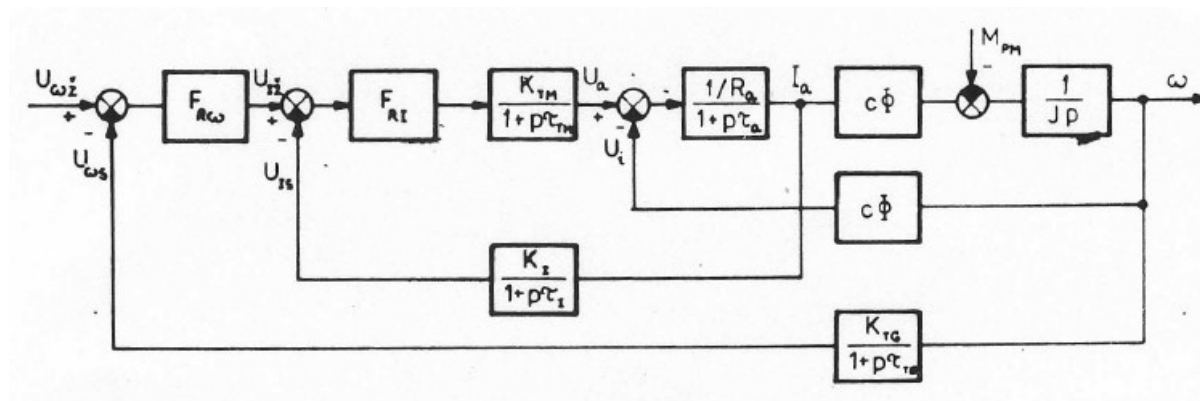 U_ωž
+
-
U_ωs
F_Rω
U_Iž
+
-
U_Is
F_RI
K_TM
1+pτ_TM
U_a
+
-
U_i
-
1/R_a
1+pτ_a
I_a
cΦ
M_PM
-
1
Jp
ω
cΦ
K_I
1+pτ_I
K_TG
1+pτ_TG